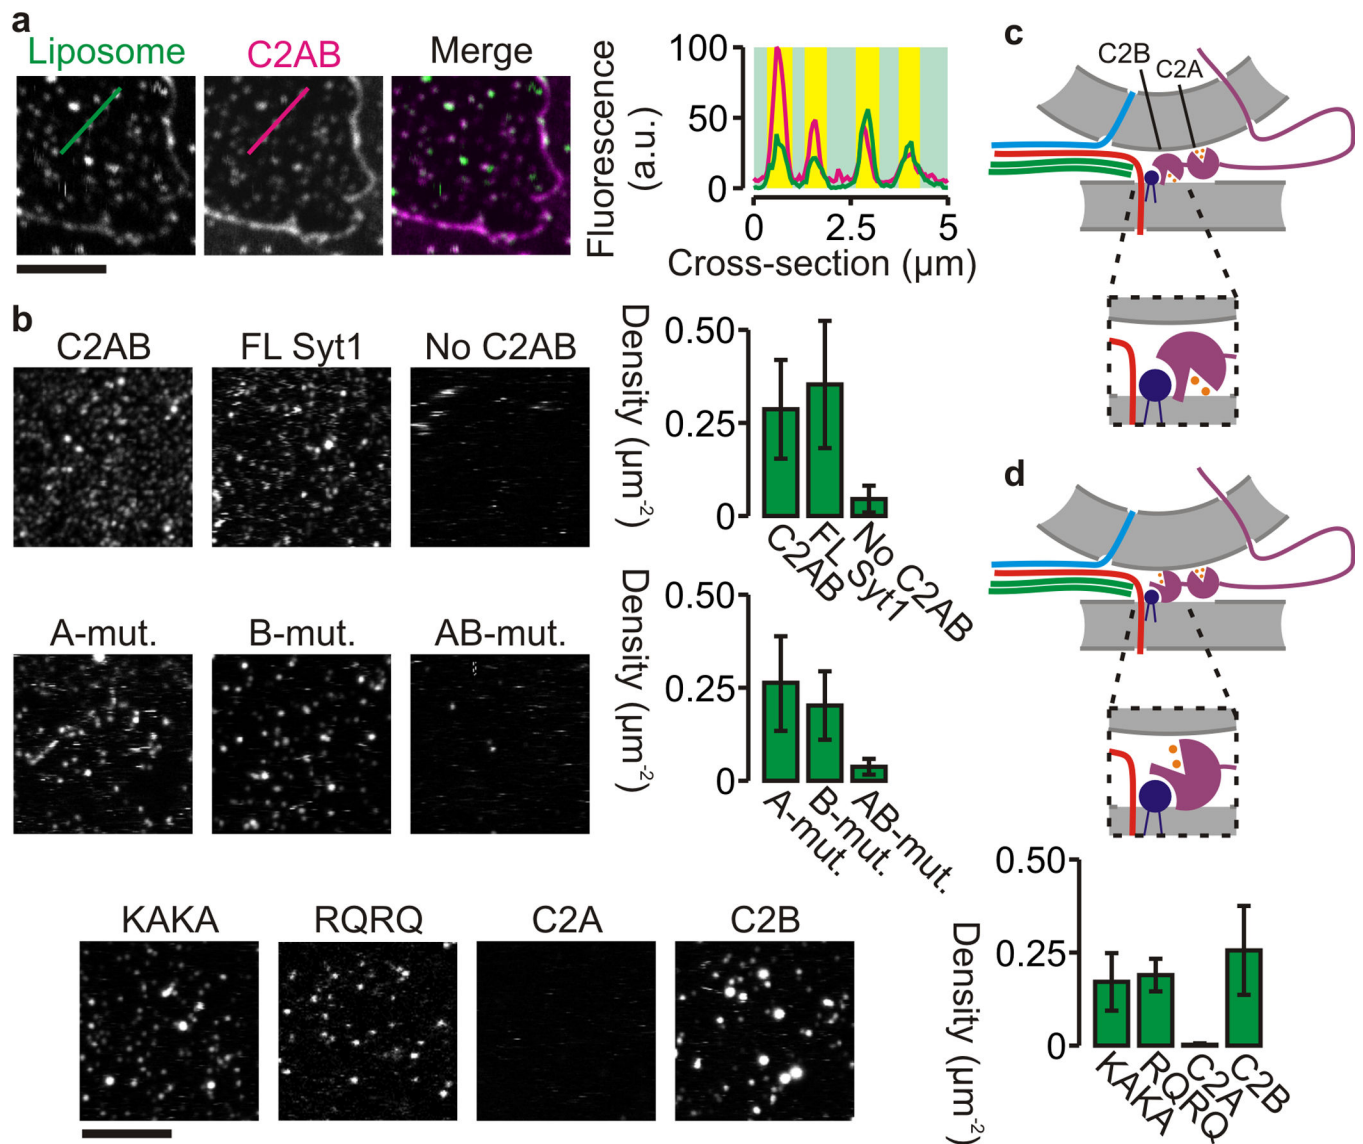 a
Liposome
C2AB
Merge
Fluorescence
(a.u.)
100
50
0
0
2.5
5
Cross-section (µm)
b
C2AB
FL Syt1
No C2AB
Density (µm⁻²)
0.50
0.25
0
C2AB
FL Syt1
No C2AB
A-mut.
B-mut.
AB-mut.
Density (µm⁻²)
0.50
0.25
0
A-mut.
B-mut.
AB-mut.
KAKA
RQRQ
C2A
C2B
Density (µm⁻²)
0.50
0.25
0
KAKA
RQRQ
C2A
C2B
c
C2B
C2A
d